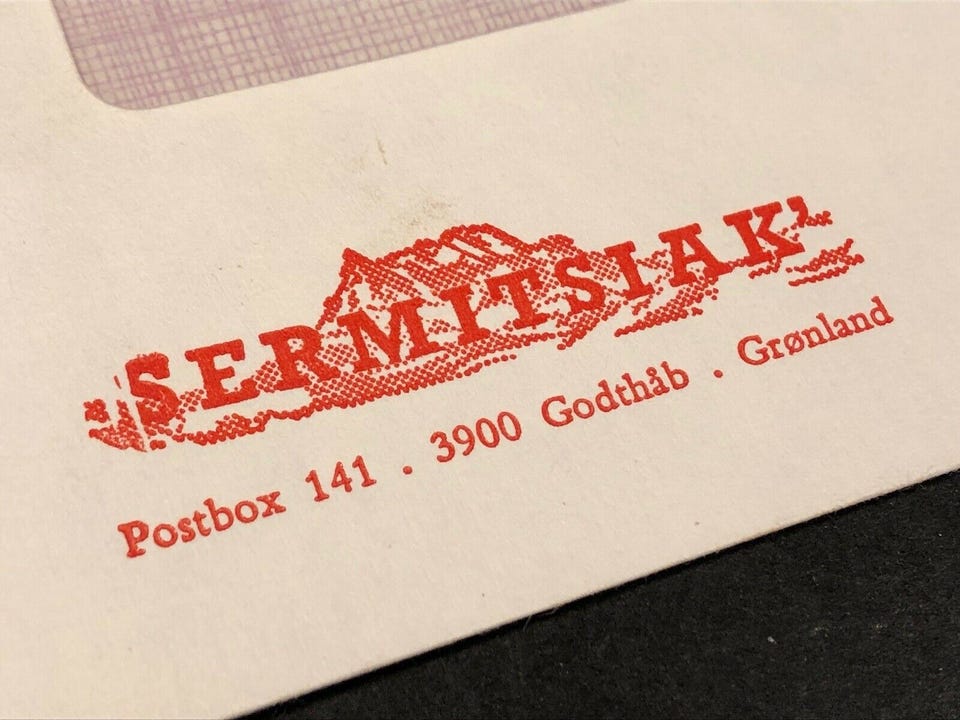 SERMITSIAK'
Postbox 141 . 3900 Godthåb . Grønland